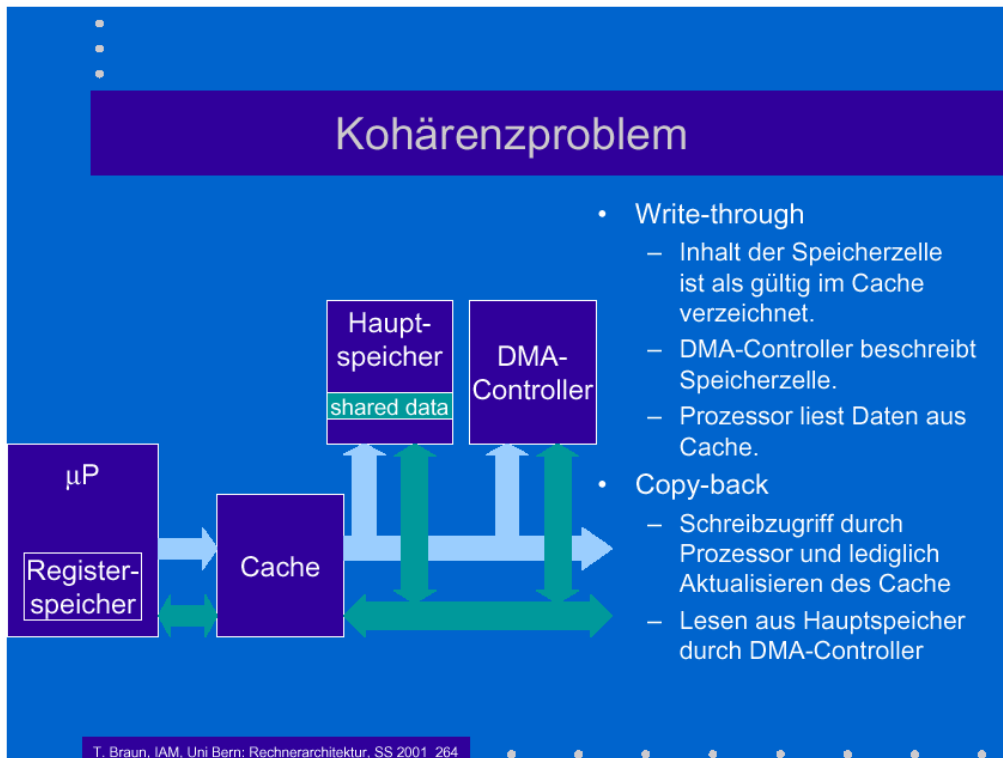 Kohärenzproblem
Haupt-
speicher
shared data
DMA-
Controller
μP
Register-
speicher
Cache
• Write-through
– Inhalt der Speicherzelle
ist als gültig im Cache
verzeichnet.
– DMA-Controller beschreibt
Speicherzelle.
– Prozessor liest Daten aus
Cache.
• Copy-back
– Schreibzugriff durch
Prozessor und lediglich
Aktualisieren des Cache
– Lesen aus Hauptspeicher
durch DMA-Controller
T. Braun, IAM, Uni Bern: Rechnerarchitektur, SS 2001 264